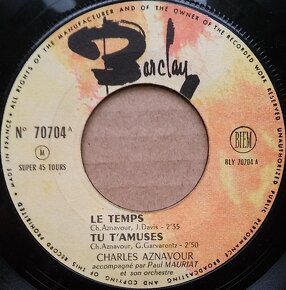 ALL RIGHTS OF THE MANUFACTURER AND OF THE OWNER OF THE RECORDED WORK RESERVED
UNAUTHORIZED PUBLIC PERFORMANCE BROADCASTING AND COPYING OF THIS RECORD PROHIBITED
MADE IN FRANCE
Barclay
N° 70704 A
M
SUPER 45 TOURS
BIEM
BLY 70704 A
LE TEMPS
Ch.Aznavour, J.Davis - 2'35
TU T'AMUSES
Ch.Aznavour, G.Garvarentz - 2'50
CHARLES AZNAVOUR
accompagné par Paul MAURIAT
et son orchestre